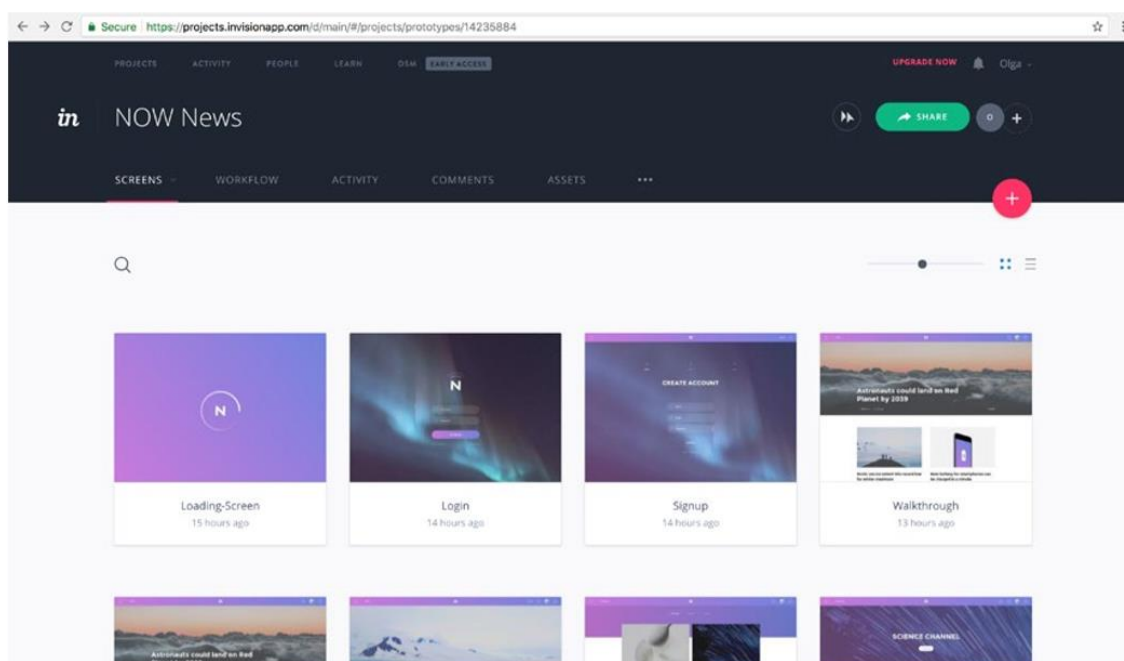 Secure https://projects.invisionapp.com/d/main/#/projects/prototypes/14235884
PROJECTS ACTIVITY PEOPLE LEARN DSM EARLY ACCESS UPGRADE NOW Olga
in NOW News SHARE 0 +
SCREENS WORKFLOW ACTIVITY COMMENTS ASSETS •••
+
N
N
CREATE ACCOUNT
Astronauts could land on Red
Planet by 2039
Loading-Screen Login Signup Walkthrough
15 hours ago 14 hours ago 14 hours ago 13 hours ago
Astronauts could land on Red
SCIENCE CHANNEL